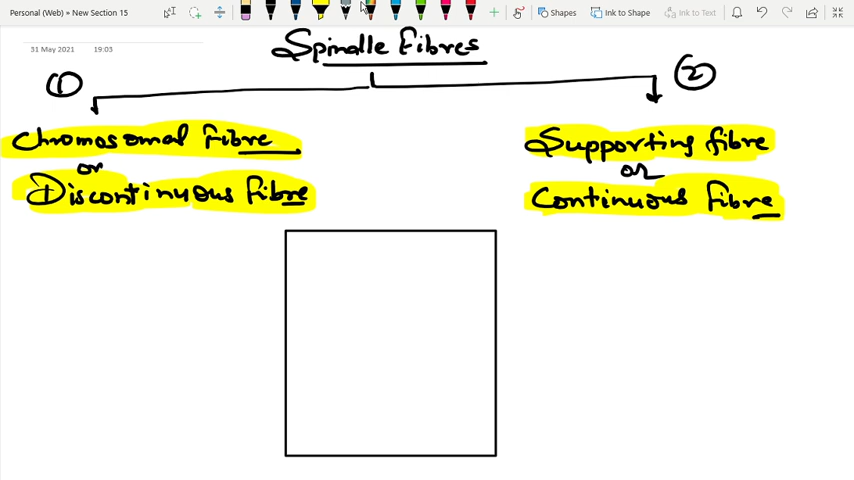 Personal (Web) » New Section 15
Shapes
Ink to Shape
Ink to Text
31 May 2021 19:03
Spindle Fibres
① ②
Chromosomal Fibre
or
Discontinuous Fibre
Supporting fibre
or
Continuous Fibre